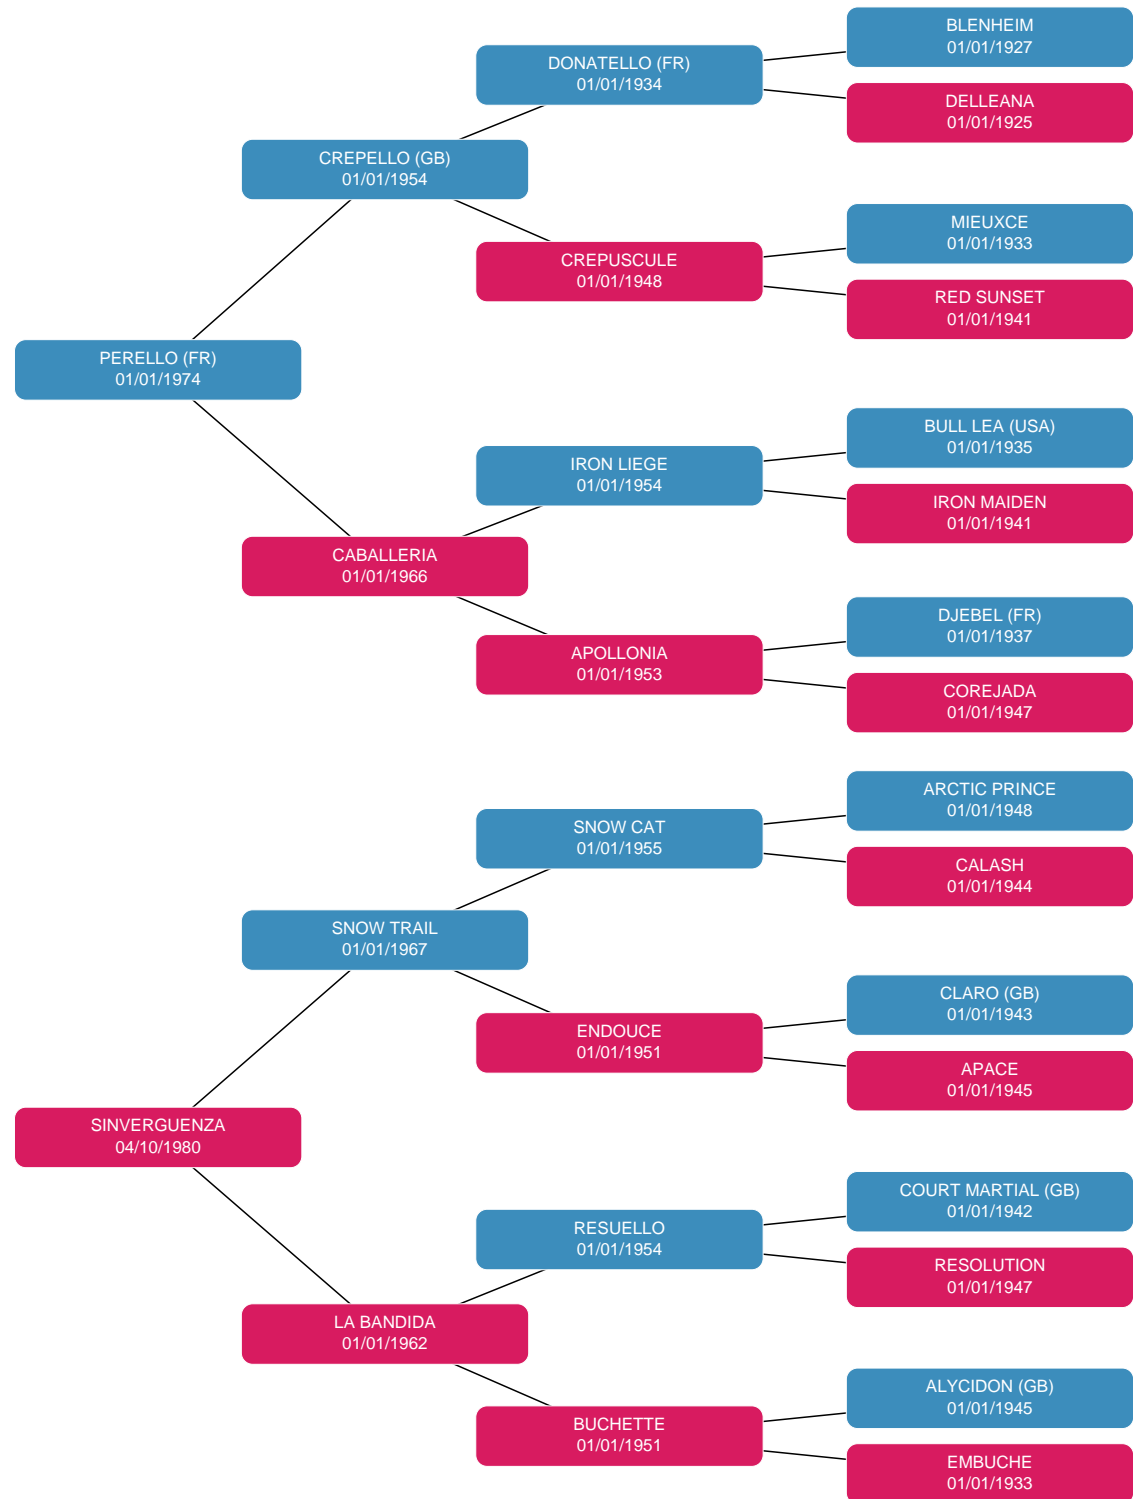 BLENHEIM
01/01/1927
DONATELLO (FR)
01/01/1934
DELLEANA
01/01/1925
CREPELLO (GB)
01/01/1954
MIEUXCE
01/01/1933
CREPUSCULE
01/01/1948
RED SUNSET
01/01/1941
PERELLO (FR)
01/01/1974
BULL LEA (USA)
01/01/1935
IRON LIEGE
01/01/1954
IRON MAIDEN
01/01/1941
CABALLERIA
01/01/1966
DJEBEL (FR)
01/01/1937
APOLLONIA
01/01/1953
COREJADA
01/01/1947
ARCTIC PRINCE
01/01/1948
SNOW CAT
01/01/1955
CALASH
01/01/1944
SNOW TRAIL
01/01/1967
CLARO (GB)
01/01/1943
ENDOUCE
01/01/1951
APACE
01/01/1945
SINVERGUENZA
04/10/1980
COURT MARTIAL (GB)
01/01/1942
RESUELLO
01/01/1954
RESOLUTION
01/01/1947
LA BANDIDA
01/01/1962
ALYCIDON (GB)
01/01/1945
BUCHETTE
01/01/1951
EMBUCHE
01/01/1933